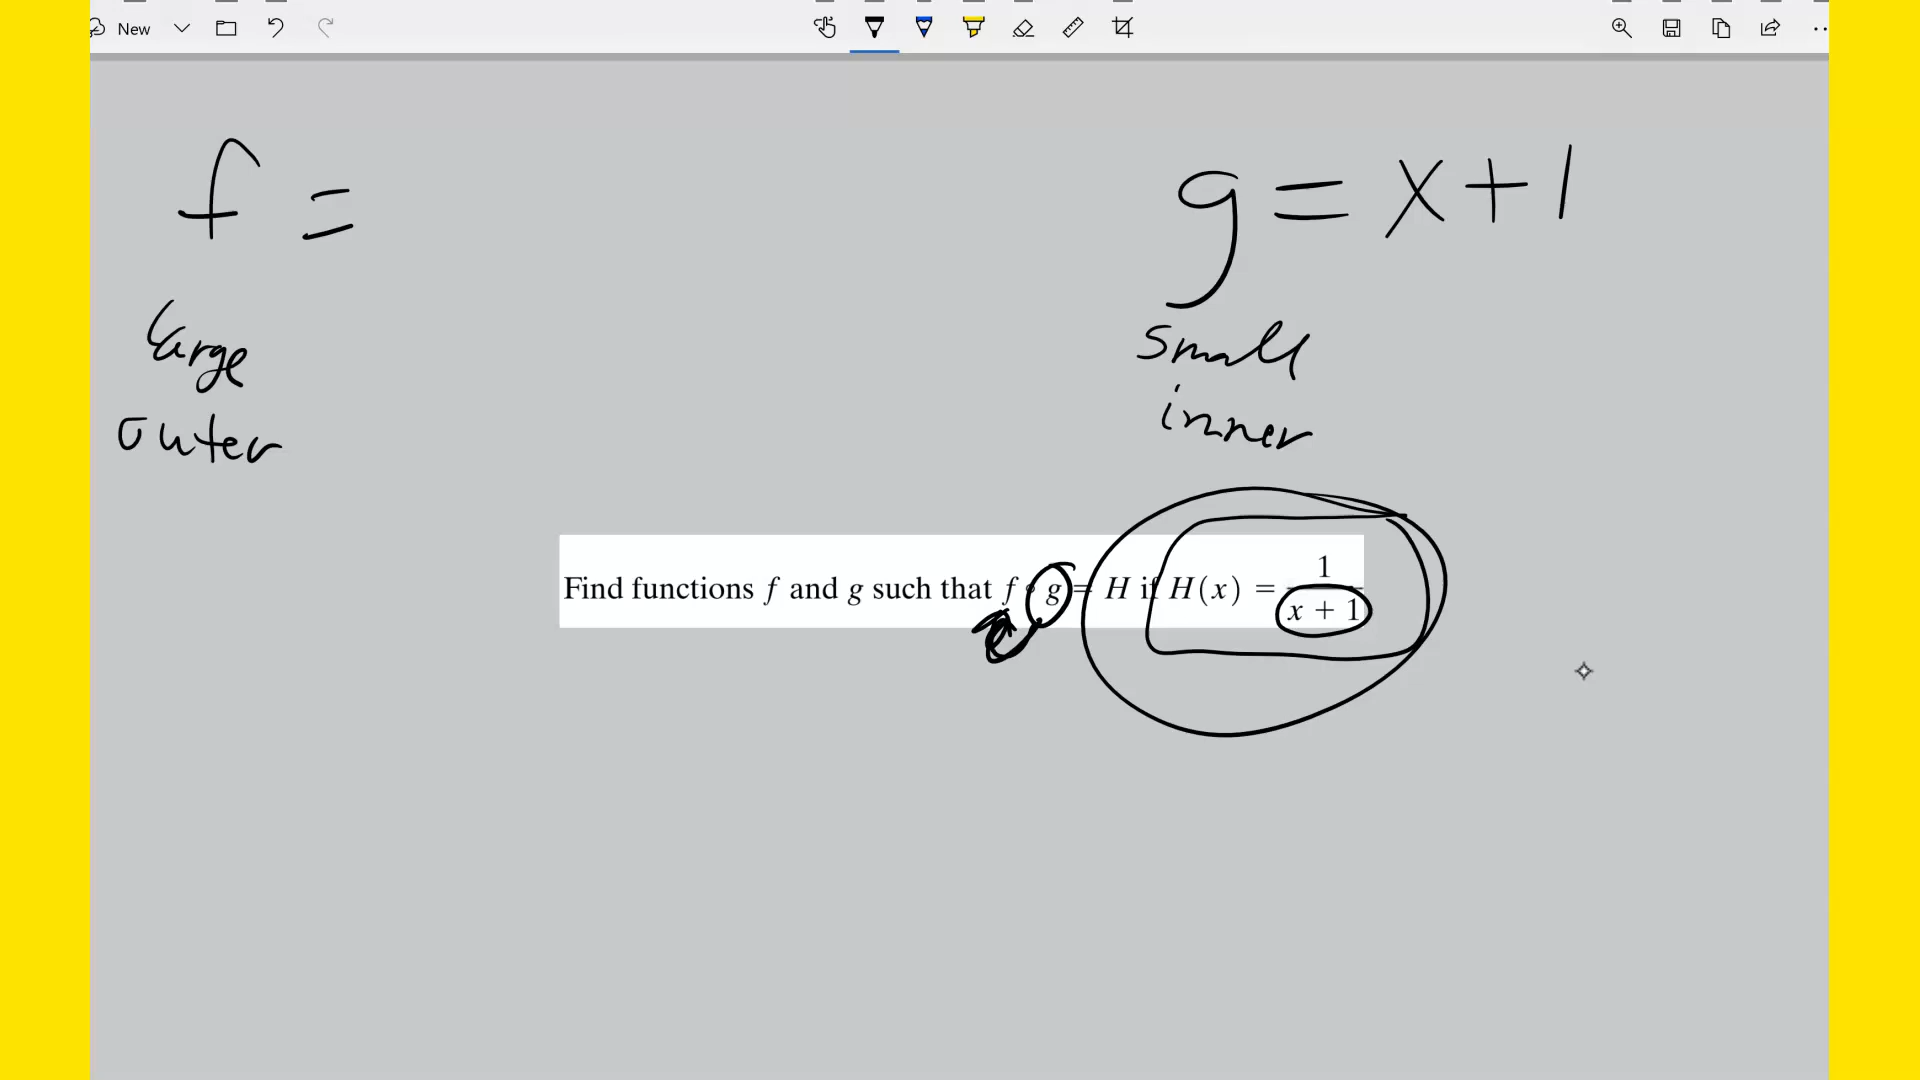 New
f =
g = x + 1
large
outer
small
inner
Find functions f and g such that f ∘ g = H if H(x) = 1/(x + 1)